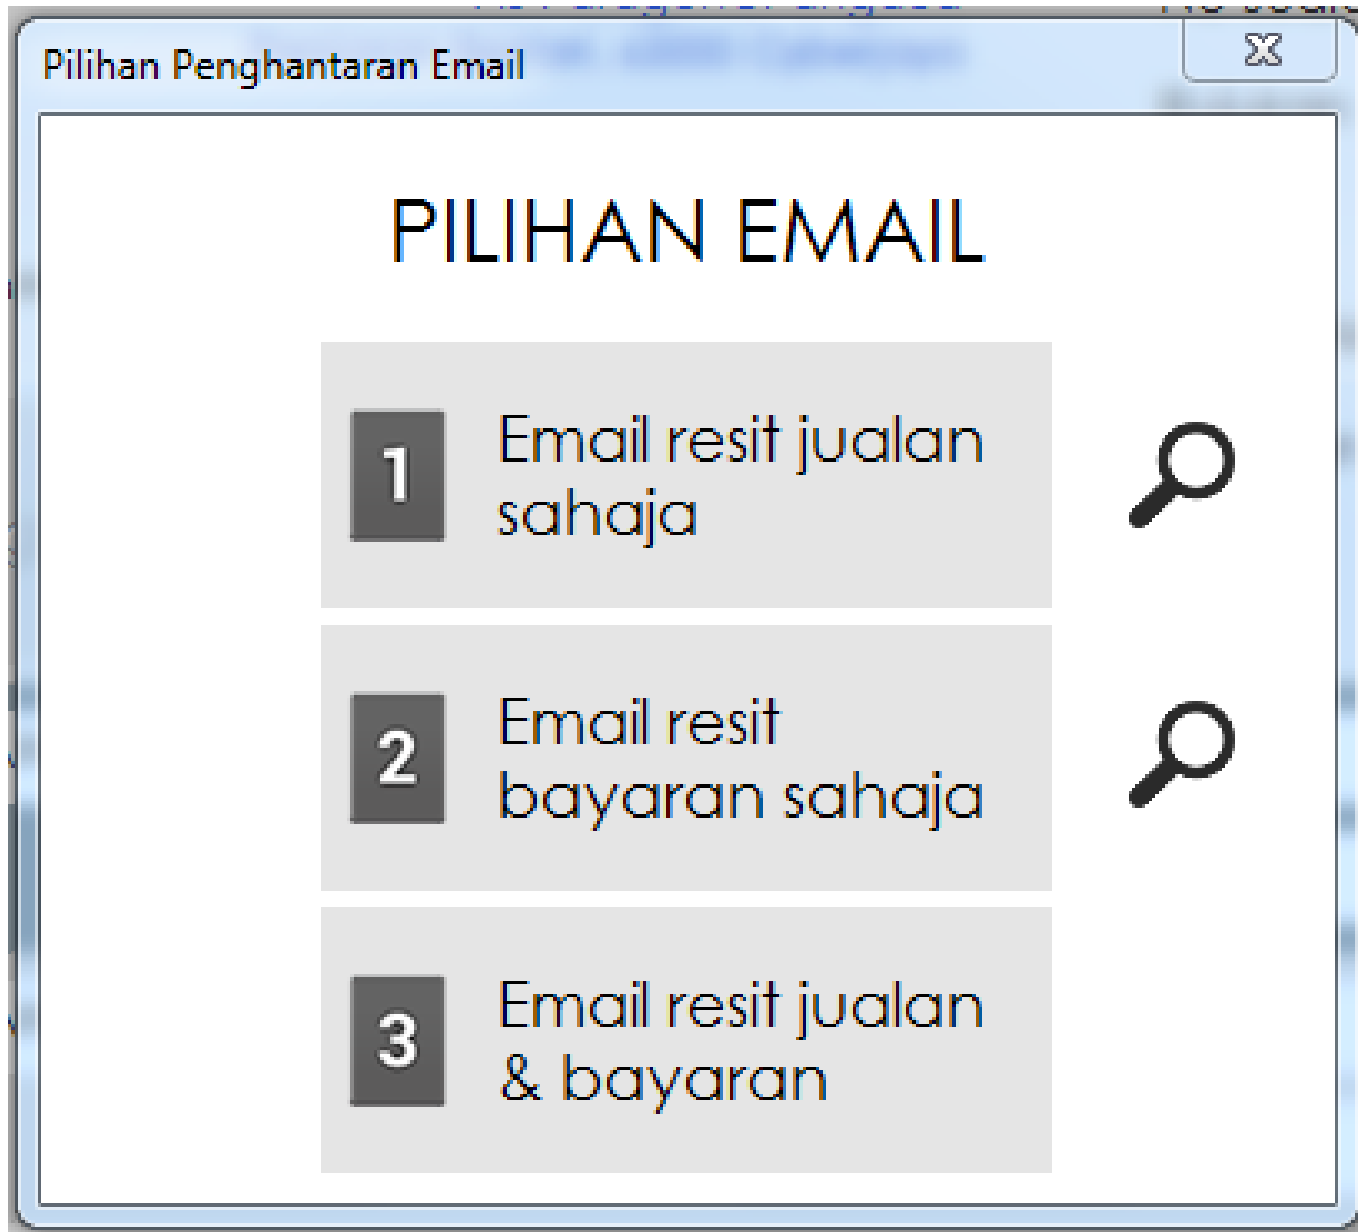 Pilihan Penghantaran Email
PILIHAN EMAIL
1
Email resit jualan
sahaja
2
Email resit
bayaran sahaja
3
Email resit jualan
& bayaran